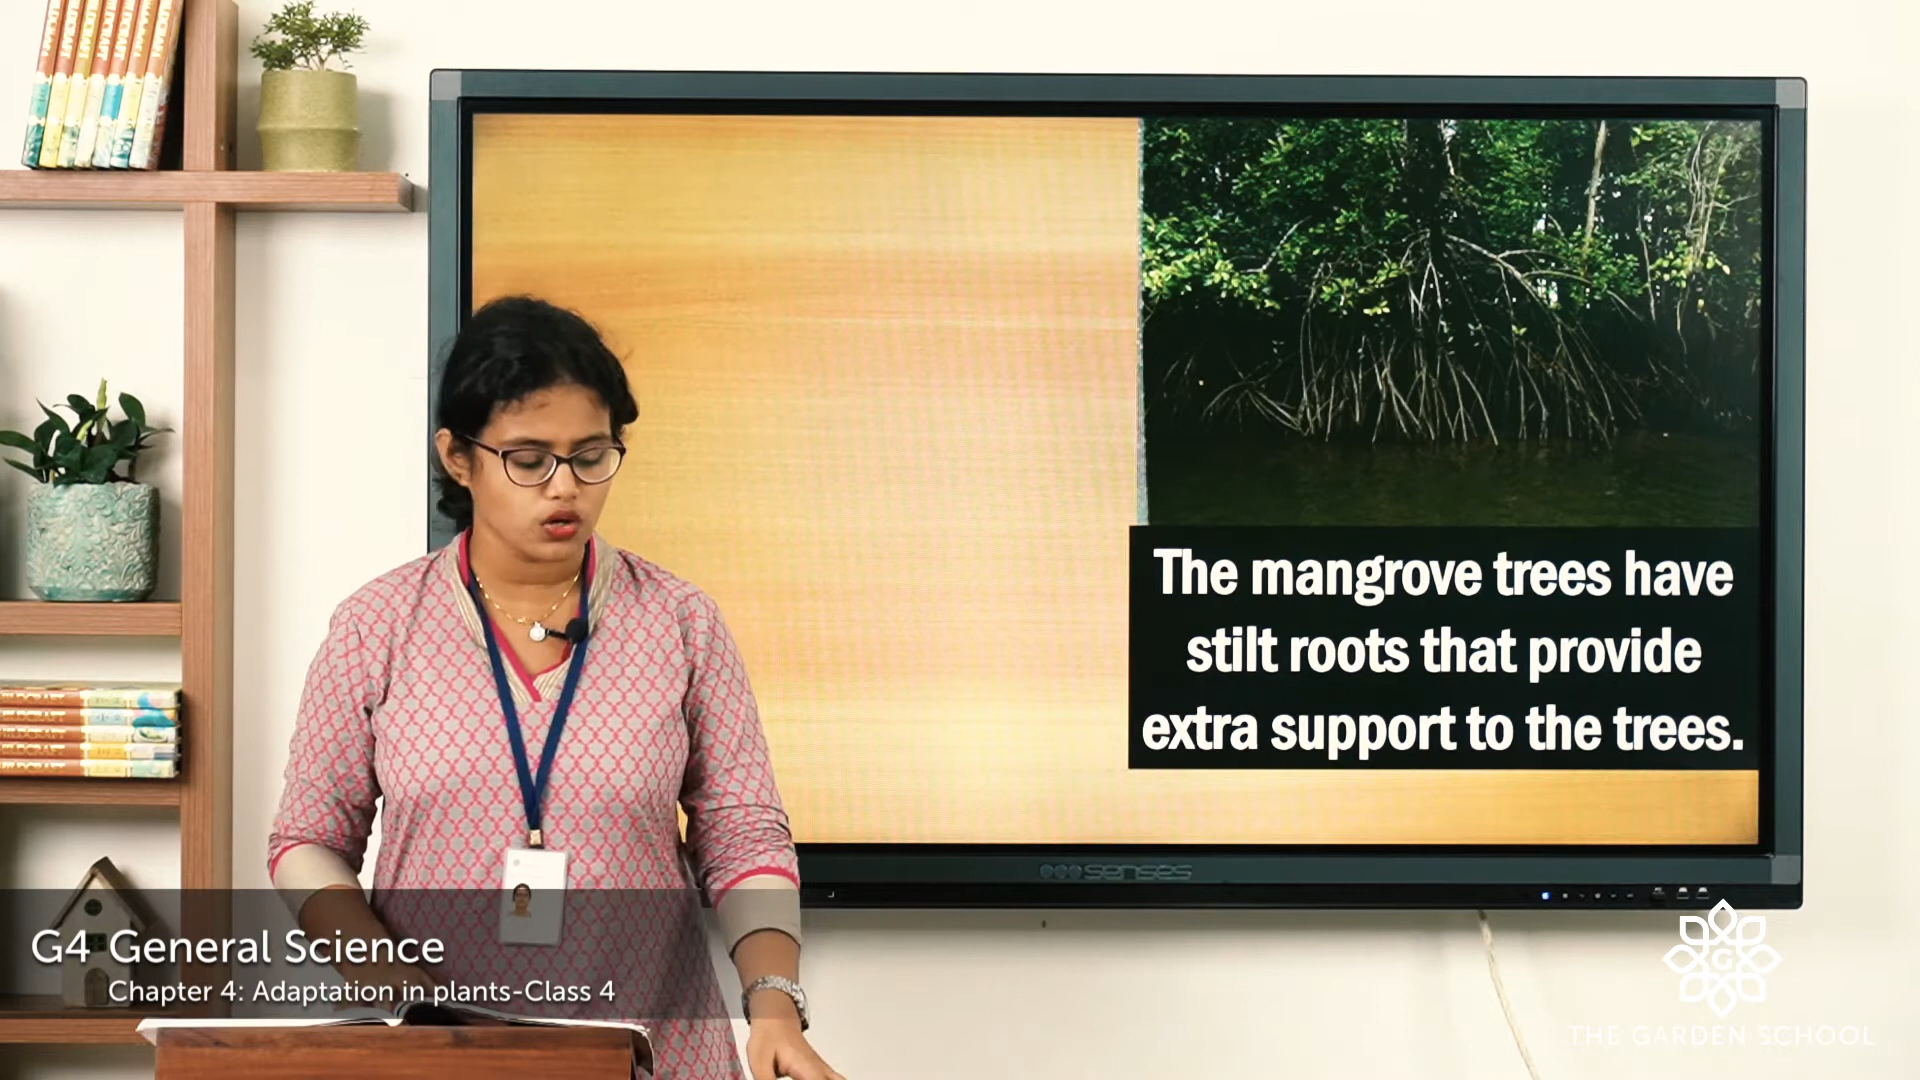 The mangrove trees have
stilt roots that provide
extra support to the trees.
senses
G4 General Science
Chapter 4: Adaptation in plants-Class 4
G
THE GARDEN SCHOOL